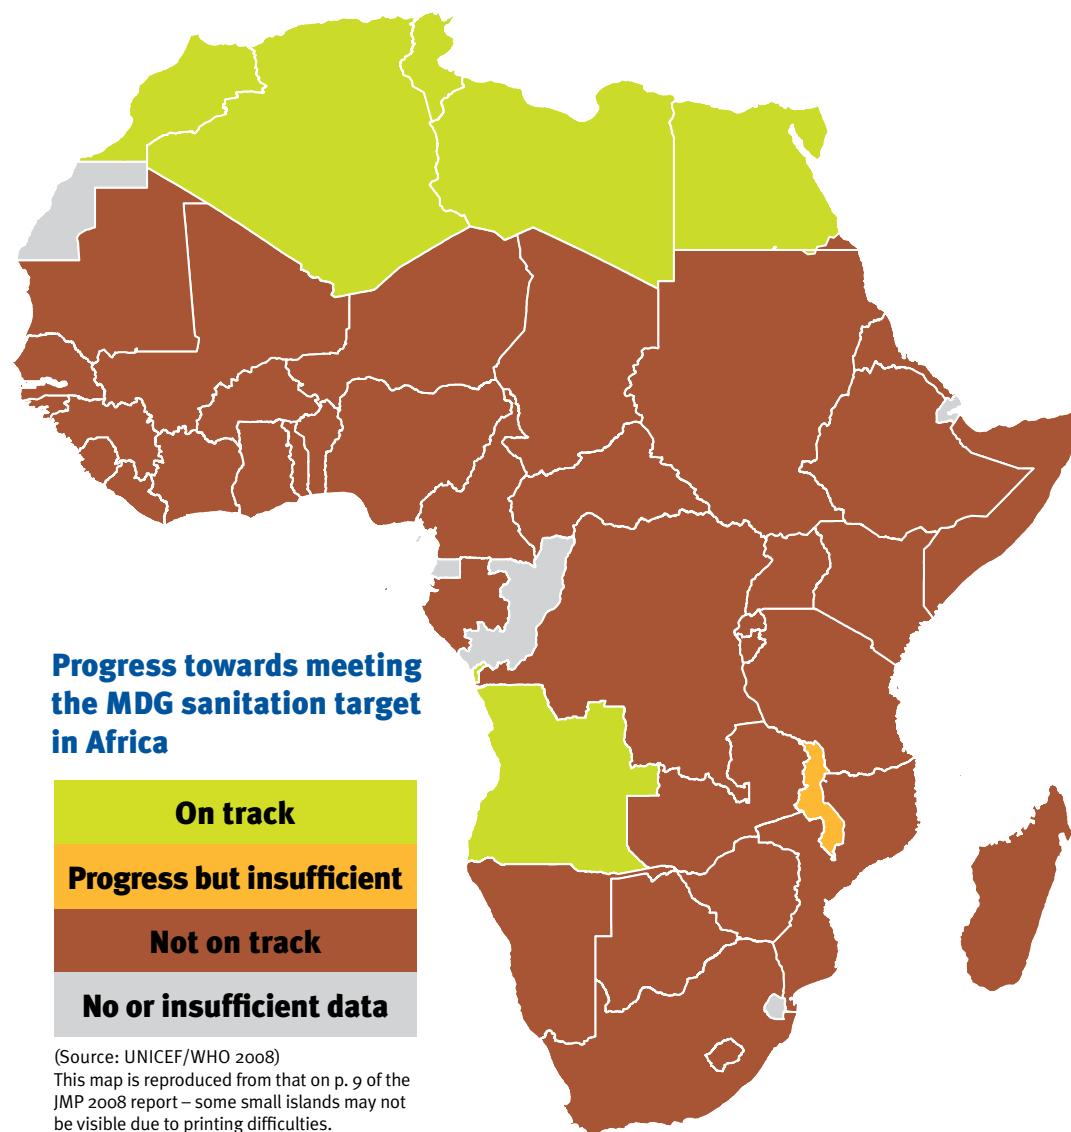 Progress towards meeting
the MDG sanitation target
in Africa
On track
Progress but insufficient
Not on track
No or insufficient data
(Source: UNICEF/WHO 2008)
This map is reproduced from that on p. 9 of the
JMP 2008 report – some small islands may not
be visible due to printing difficulties.